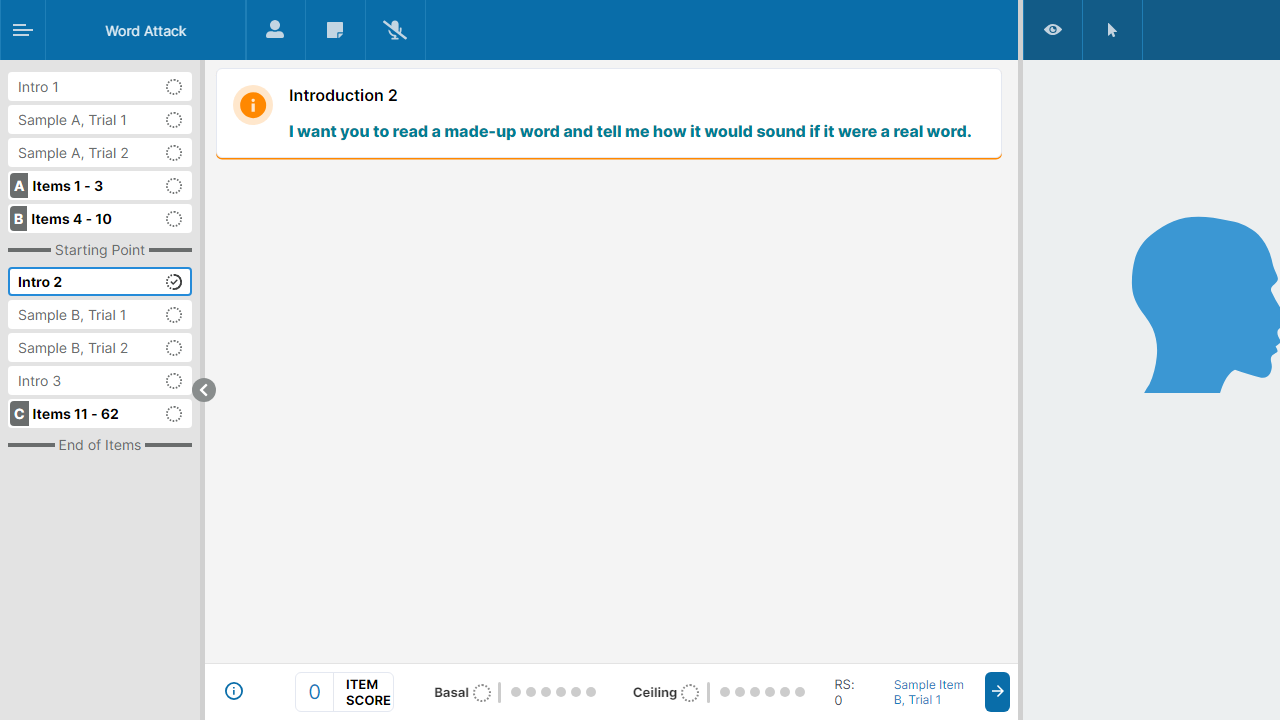 Word Attack
Intro 1
Sample A, Trial 1
Sample A, Trial 2
A Items 1 - 3
B Items 4 - 10
Starting Point
Intro 2
Sample B, Trial 1
Sample B, Trial 2
Intro 3
C Items 11 - 62
End of Items
Introduction 2
I want you to read a made-up word and tell me how it would sound if it were a real word.
0
ITEM
SCORE
Basal
Ceiling
RS:
0
Sample Item
B, Trial 1